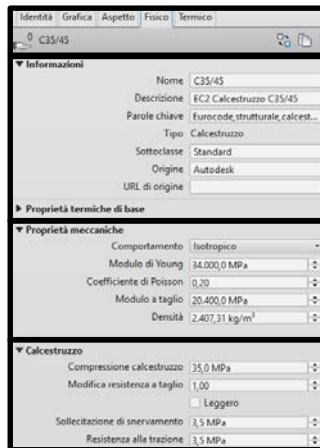 Identità Grafica Aspetto Fisico Termico
0 C35/45
Informazioni
Nome C35/45
Descrizione EC2 Calcestruzzo C35/45
Parole chiave Eurocode,strutturale,calcest...
Tipo Calcestruzzo
Sottoclasse Standard
Origine Autodesk
URL di origine
Proprietà termiche di base
Proprietà meccaniche
Comportamento Isotropico
Modulo di Young 34.000,0 MPa
Coefficiente di Poisson 0,20
Modulo a taglio 20.400,0 MPa
Densità 2.407,31 kg/m³
Calcestruzzo
Compressione calcestruzzo 35,0 MPa
Modifica resistenza a taglio 1,00
Leggero
Sollecitazione di snervamento 3,5 MPa
Resistenza alla trazione 3,5 MPa